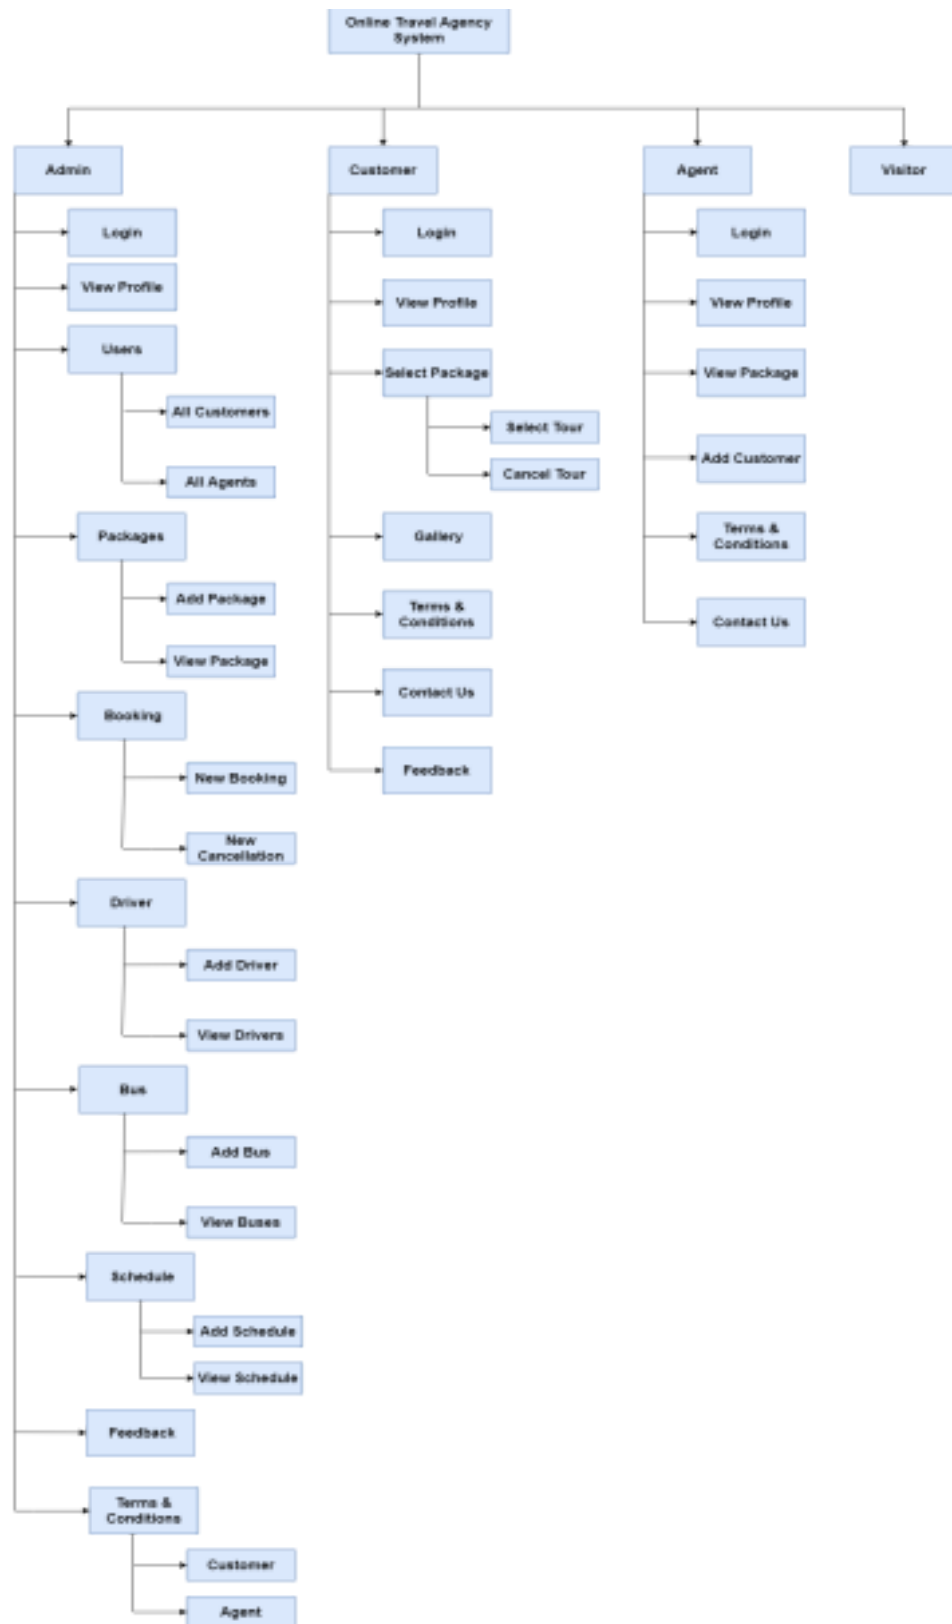 Online Travel Agency
System
Admin
Customer
Agent
Visitor
Login
View Profile
Users
All Customers
All Agents
Packages
Add Package
View Package
Booking
New Booking
New
Cancellation
Driver
Add Driver
View Drivers
Bus
Add Bus
View Buses
Schedule
Add Schedule
View Schedule
Feedback
Terms &
Conditions
Customer
Agent
Login
View Profile
Select Package
Select Tour
Cancel Tour
Gallery
Terms &
Conditions
Contact Us
Feedback
Login
View Profile
View Package
Add Customer
Terms &
Conditions
Contact Us